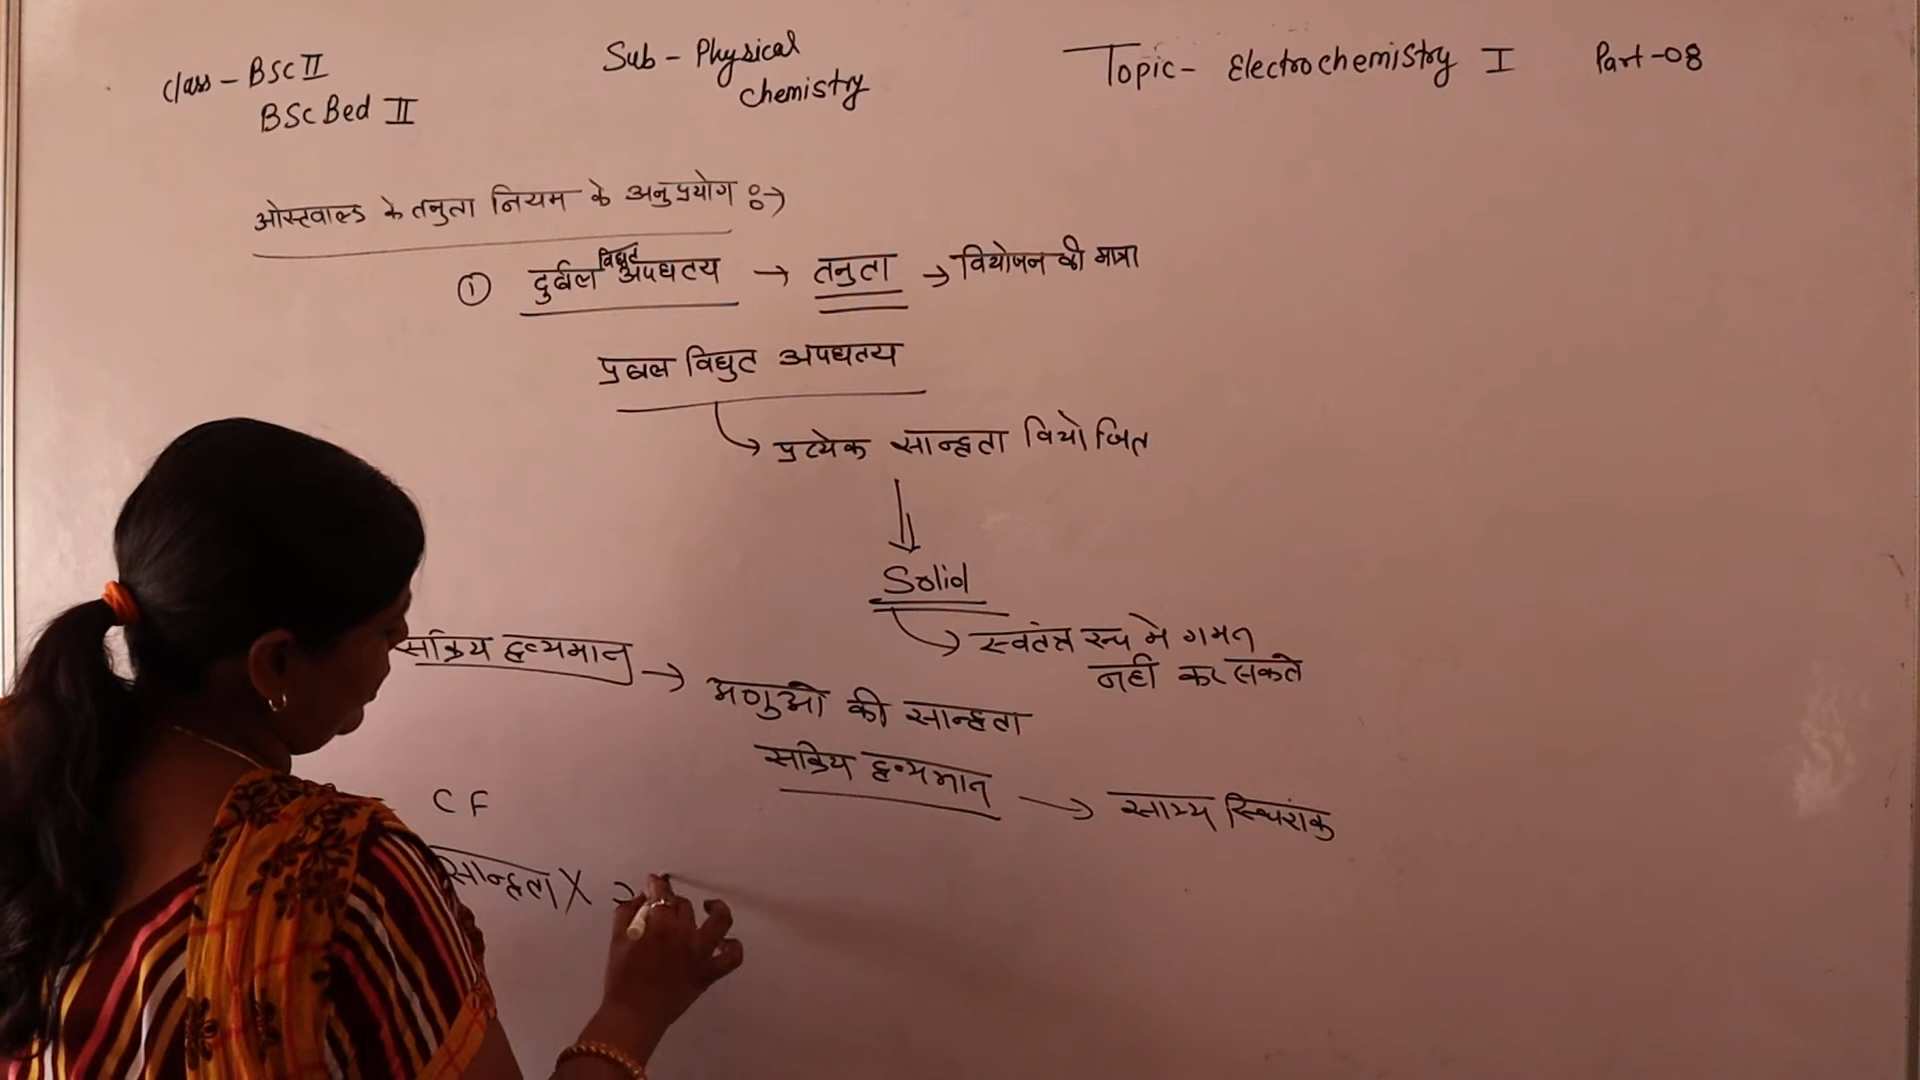 Class - BSc II
BSc Bed II
Sub - Physical
chemistry
Topic - Electrochemistry I Part-08
ओस्तवाल्ड के तनुता नियम के अनुप्रयोग :→
① दुर्बल विद्युत अपघटय → तनुता → वियोजन की मात्रा
प्रबल विद्युत अपघटय
→ प्रत्येक सान्द्रता वियोजित
Solid
→ स्वतंत्र रूप मे गमन
नही कर सकते
सक्रिय द्रव्यमान → अणुओ की सान्द्रता
सक्रिय द्रव्यमान → साम्य स्थिरांक
CF
सान्द्रता X